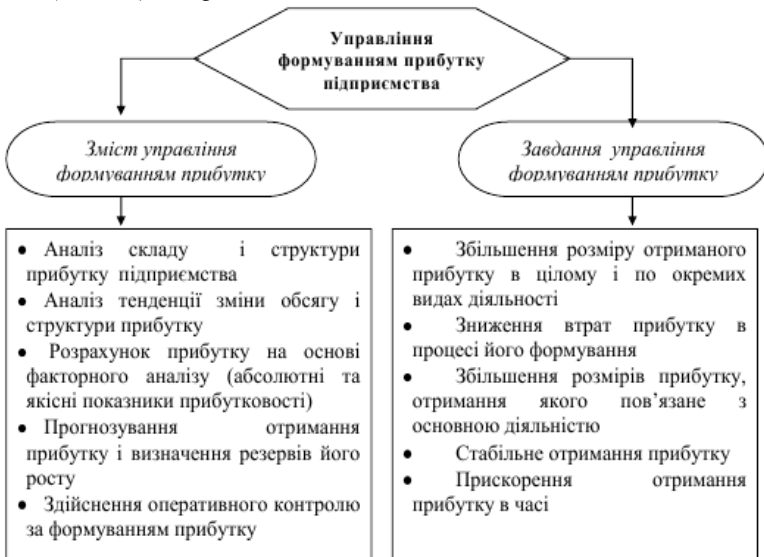 Управління
формуванням прибутку
підприємства
Зміст управління
формуванням прибутку
Завдання управління
формуванням прибутку
● Аналіз складу і структури
прибутку підприємства
● Аналіз тенденції зміни обсягу і
структури прибутку
● Розрахунок прибутку на основі
факторного аналізу (абсолютні та
якісні показники прибутковості)
● Прогнозування отримання
прибутку і визначення резервів його
росту
● Здійснення оперативного контролю
за формуванням прибутку
● Збільшення розміру отриманого
прибутку в цілому і по окремих
видах діяльності
● Зниження втрат прибутку в
процесі його формування
● Збільшення розмірів прибутку,
отримання якого пов’язане з
основною діяльністю
● Стабільне отримання прибутку
● Прискорення отримання
прибутку в часі